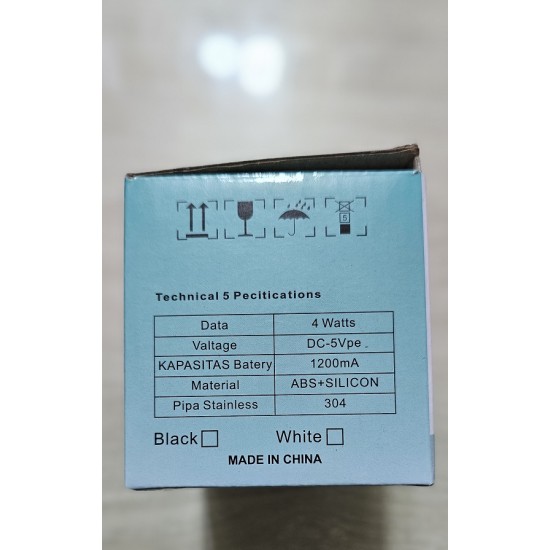 5
Technical 5 Pecitications
Data 4 Watts
Valtage DC-5Vpe
KAPASITAS Batery 1200mA
Material ABS+SILICON
Pipa Stainless 304
Black White
MADE IN CHINA